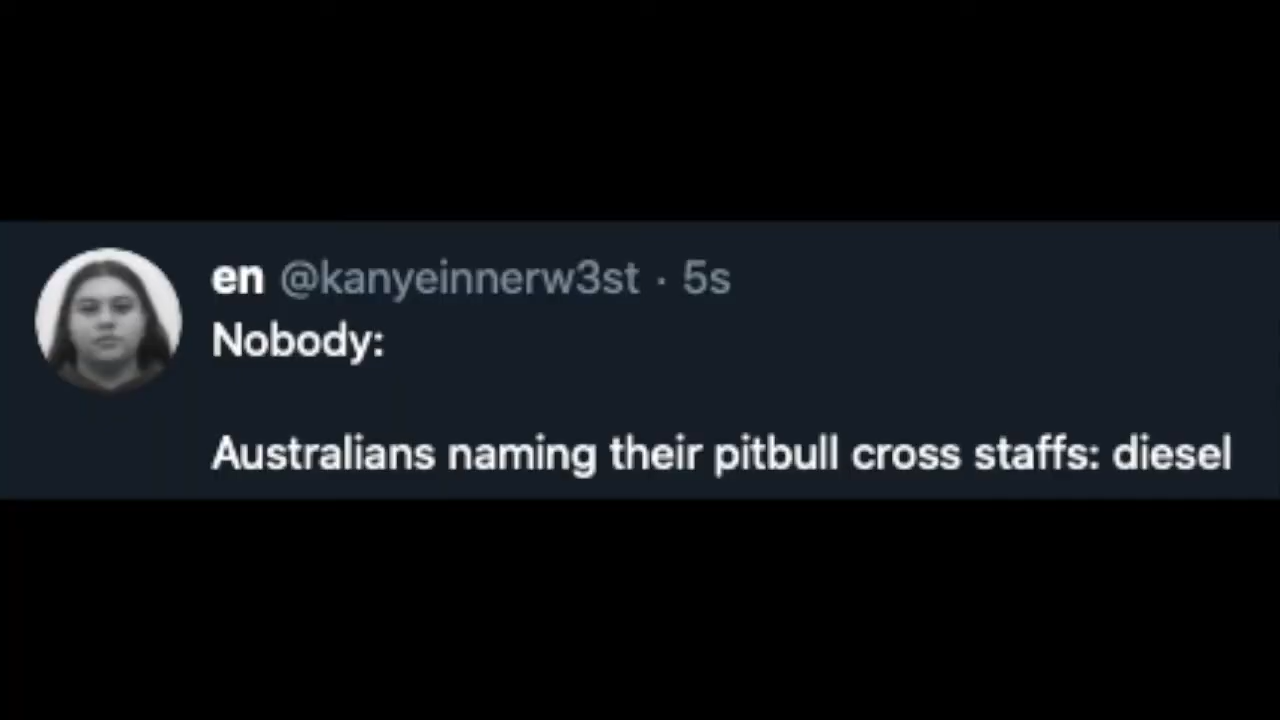 en @kanyeinnerw3st · 5s
Nobody:
Australians naming their pitbull cross staffs: diesel